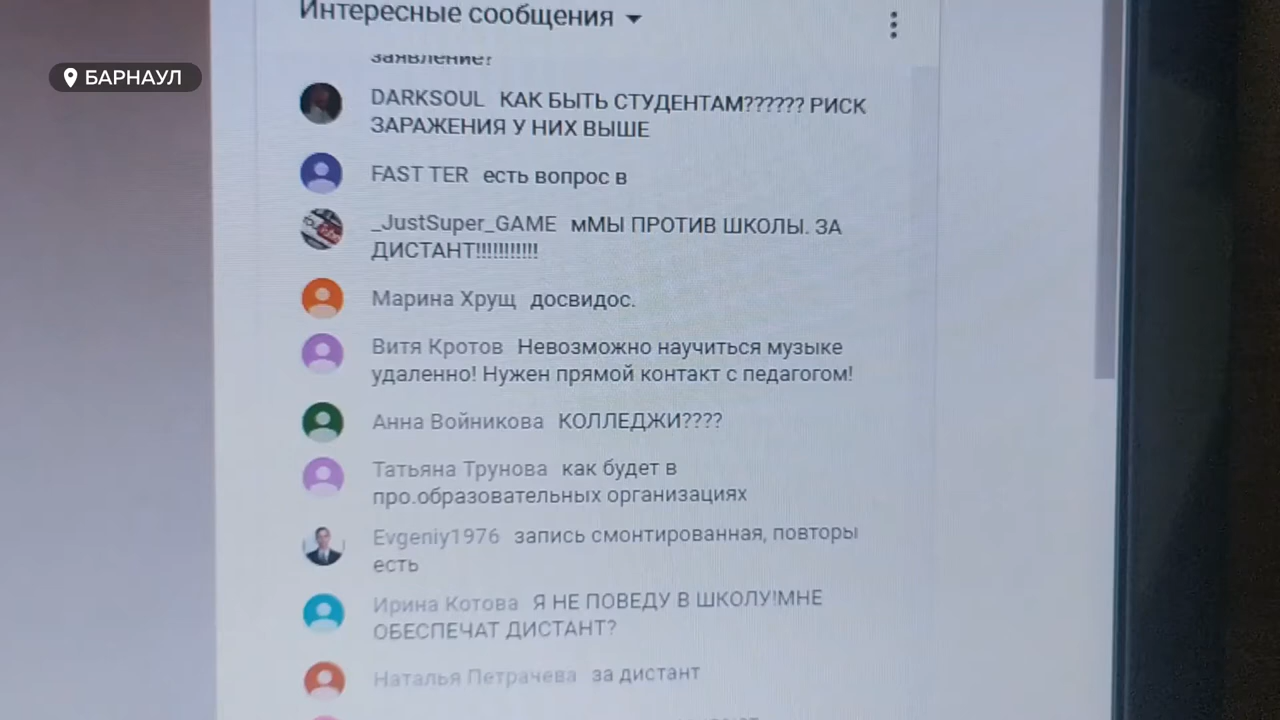 Интересные сообщения
БАРНАУЛ
заявление?
DARKSOUL КАК БЫТЬ СТУДЕНТАМ?????? РИСК
ЗАРАЖЕНИЯ У НИХ ВЫШЕ
FAST TER есть вопрос в
_JustSuper_GAME мМЫ ПРОТИВ ШКОЛЫ. ЗА
ДИСТАНТ!!!!!!!!!!!!
Марина Хрущ досвидос.
Витя Кротов Невозможно научиться музыке
удаленно! Нужен прямой контакт с педагогом!
Анна Войникова КОЛЛЕДЖИ????
Татьяна Трунова как будет в
про.образовательных организациях
Evgeniy1976 запись смонтированная, повторы
есть
Ирина Котова Я НЕ ПОВЕДУ В ШКОЛУ!МНЕ
ОБЕСПЕЧАТ ДИСТАНТ?
Наталья Петрачева за дистант